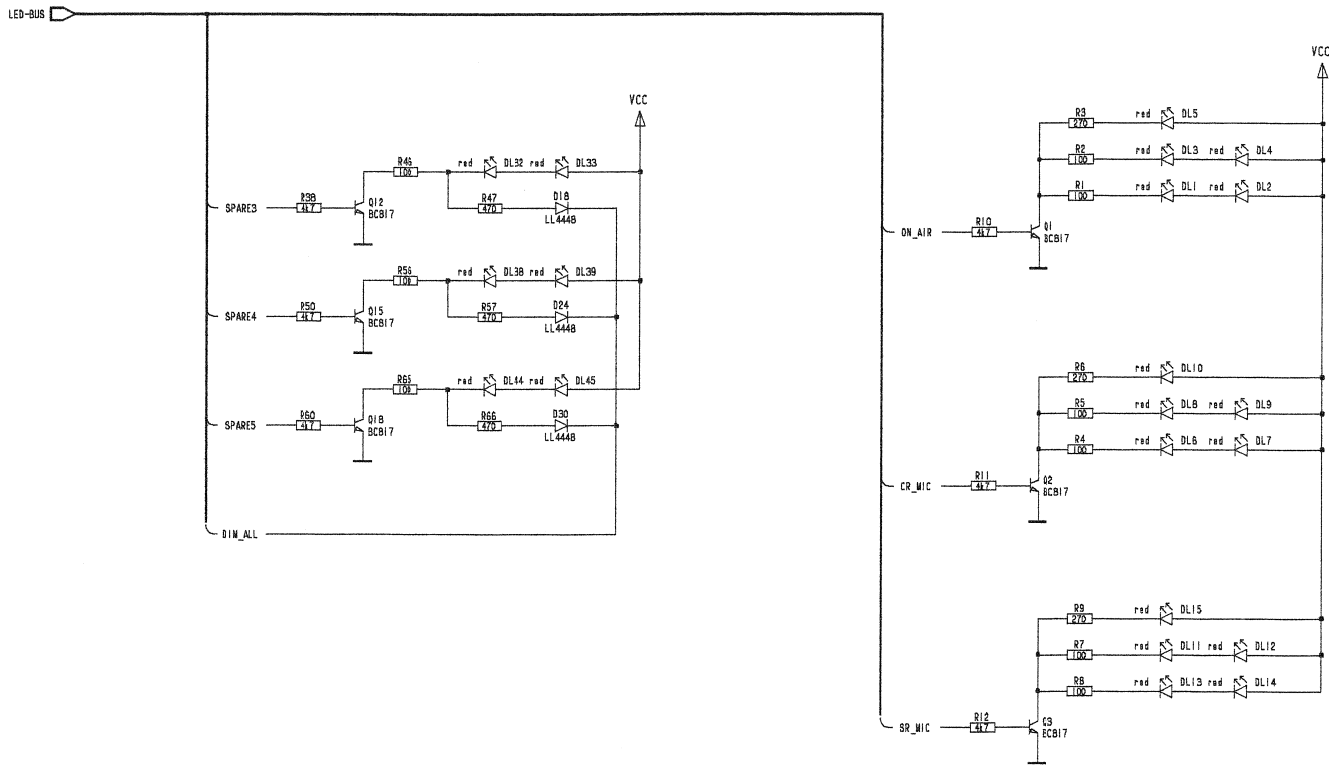 LED-BUS
VCC
R46
100
red DL32 red DL33
R47
470
D18
LL4448
SPARE3
R38
4k7
Q12
BC817
R56
100
red DL38 red DL39
R57
470
D24
LL4448
SPARE4
R50
4k7
Q15
BC817
R65
100
red DL44 red DL45
R66
470
D30
LL4448
SPARE5
R60
4k7
Q18
BC817
DIM_ALL
VCC
R3
270
red DL5
R2
100
red DL3 red DL4
R1
100
red DL1 red DL2
ON_AIR
R10
4k7
Q1
BC817
R6
270
red DL10
R5
100
red DL8 red DL9
R4
100
red DL6 red DL7
CR_MIC
R11
4k7
Q2
BC817
R9
270
red DL15
R7
100
red DL11 red DL12
R8
100
red DL13 red DL14
SR_MIC
R12
4k7
Q3
BC817